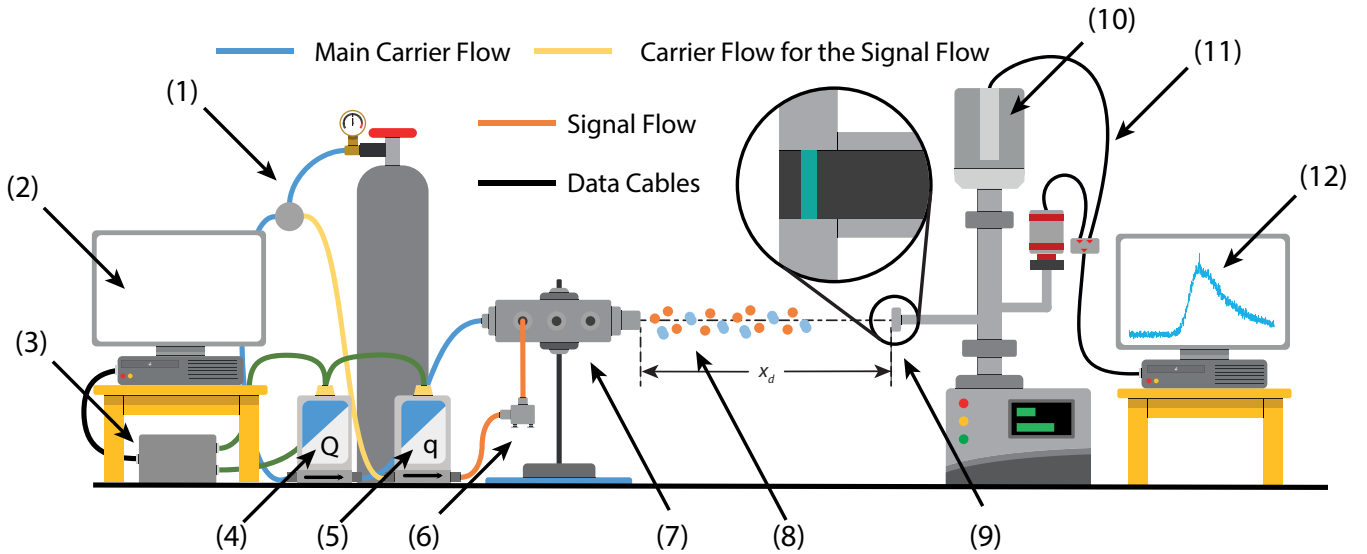 Main Carrier Flow
Carrier Flow for the Signal Flow
Signal Flow
Data Cables
(1)
(2)
(3)
(4)
(5)
(6)
(7)
(8)
(9)
(10)
(11)
(12)
Q
q
x_d